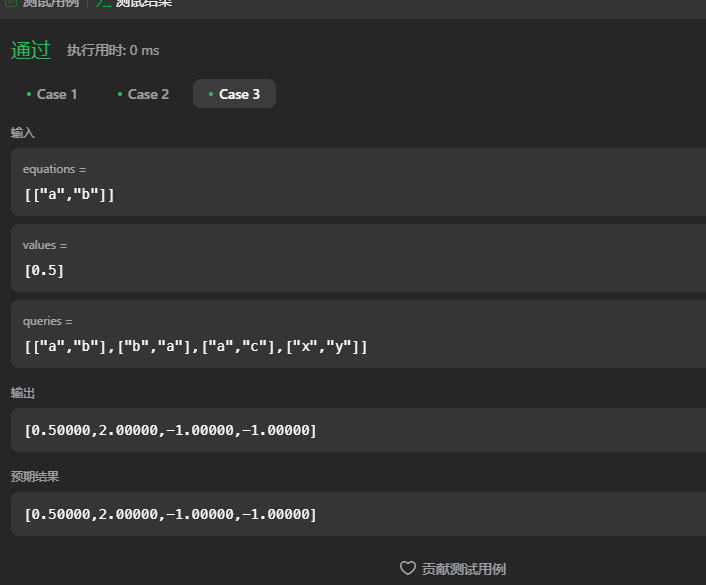 测试用例 | >_ 测试结果
通过 执行用时: 0 ms
• Case 1 • Case 2 • Case 3
输入
equations =
[["a","b"]]
values =
[0.5]
queries =
[["a","b"],["b","a"],["a","c"],["x","y"]]
输出
[0.50000,2.00000,-1.00000,-1.00000]
预期结果
[0.50000,2.00000,-1.00000,-1.00000]
贡献测试用例